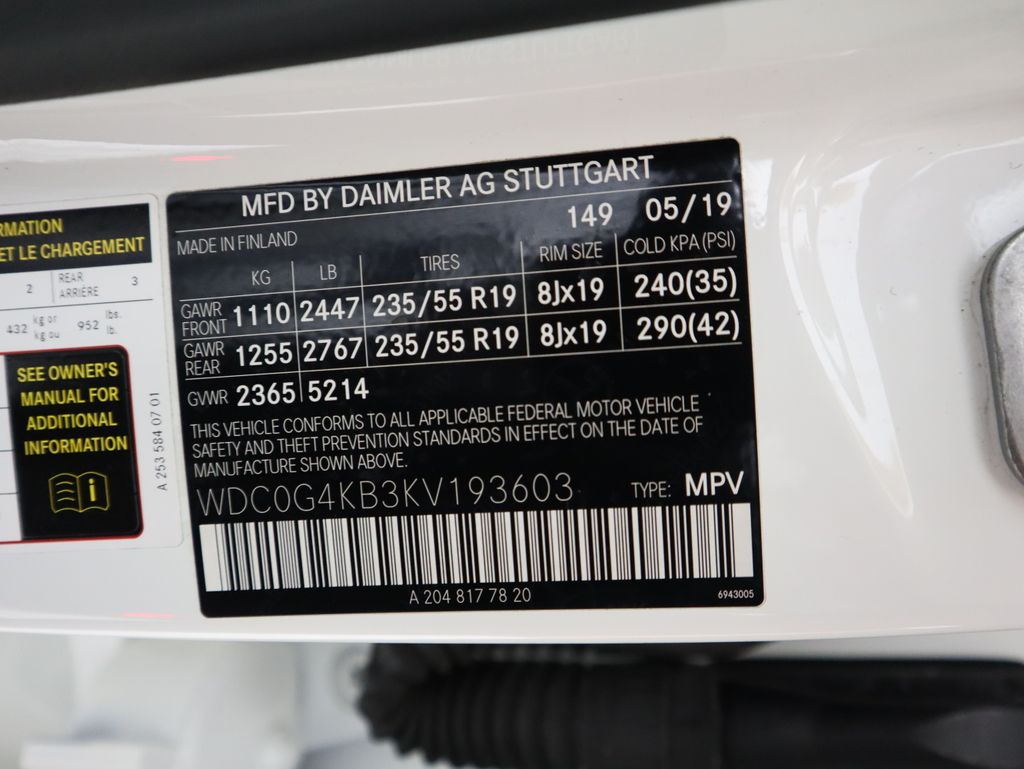 RMATION
ET LE CHARGEMENT
2 REAR ARRIÈRE 3
432 kg or kg ou 952 lbs. lb.
SEE OWNER'S
MANUAL FOR
ADDITIONAL
INFORMATION
A 253 584 07 01
MFD BY DAIMLER AG STUTTGART
149 05/19
MADE IN FINLAND
KG LB TIRES RIM SIZE COLD KPA (PSI)
GAWR FRONT 1110 2447 235/55 R19 8Jx19 240(35)
GAWR REAR 1255 2767 235/55 R19 8Jx19 290(42)
GVWR 2365 5214
THIS VEHICLE CONFORMS TO ALL APPLICABLE FEDERAL MOTOR VEHICLE
SAFETY AND THEFT PREVENTION STANDARDS IN EFFECT ON THE DATE OF
MANUFACTURE SHOWN ABOVE.
WDC0G4KB3KV193603 TYPE: MPV
A 204 817 78 20
6943005